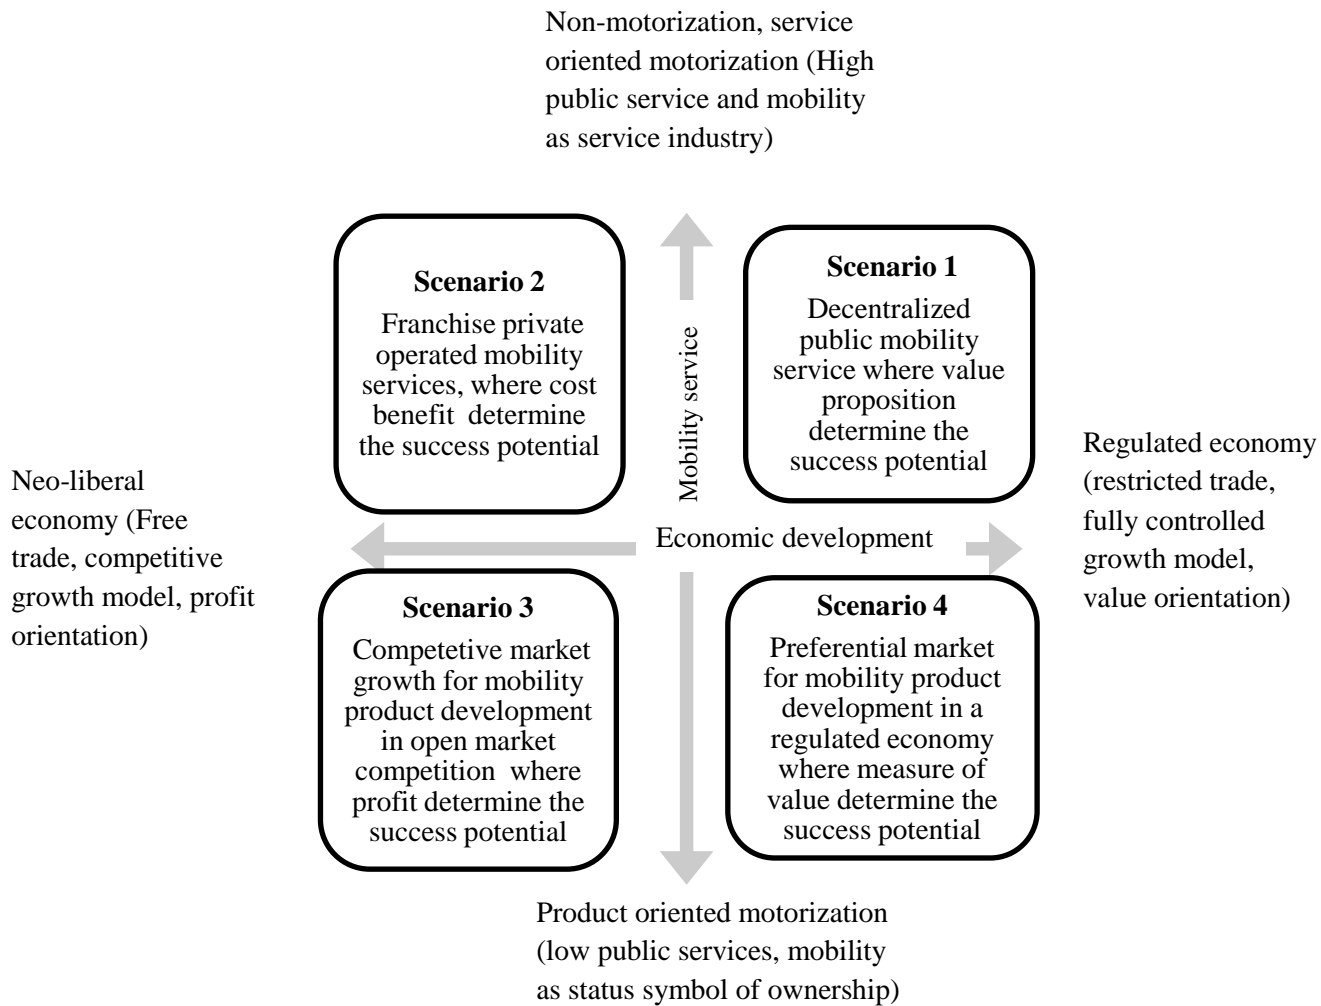 Non-motorization, service
oriented motorization (High
public service and mobility
as service industry)
Scenario 2
Franchise private
operated mobility
services, where cost
benefit determine
the success potential
Mobility service
Scenario 1
Decentralized
public mobility
service where value
proposition
determine the
success potential
Neo-liberal
economy (Free
trade, competitive
growth model, profit
orientation)
Economic development
Regulated economy
(restricted trade,
fully controlled
growth model,
value orientation)
Scenario 3
Competetive market
growth for mobility
product development
in open market
competition where
profit determine the
success potential
Scenario 4
Preferential market
for mobility product
development in a
regulated economy
where measure of
value determine the
success potential
Product oriented motorization
(low public services, mobility
as status symbol of ownership)